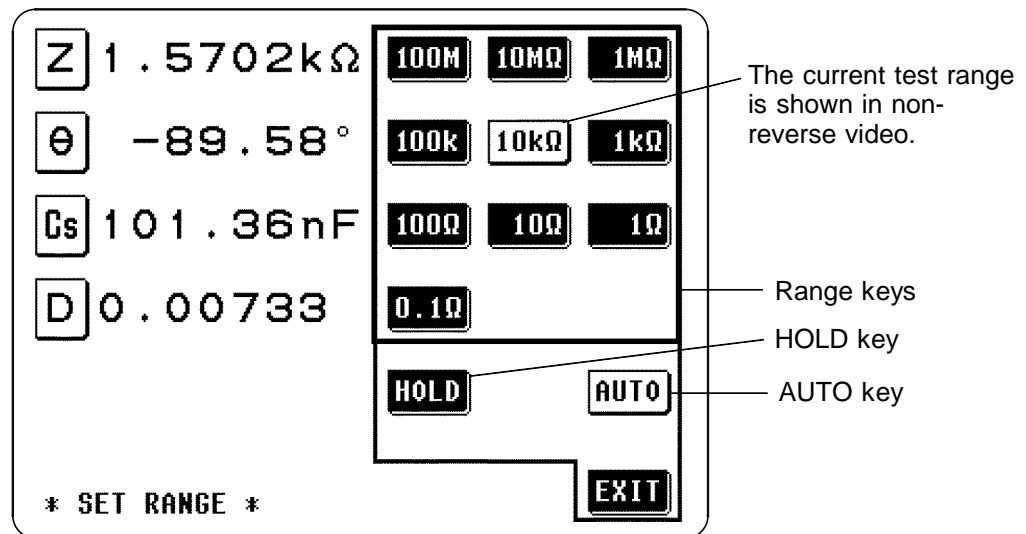 Z 1.5702kΩ
θ -89.58°
Cs 101.36nF
D 0.00733
100M 10MΩ 1MΩ
100k 10kΩ 1kΩ
100Ω 10Ω 1Ω
0.1Ω
HOLD AUTO
EXIT
* SET RANGE *
The current test range
is shown in non-
reverse video.
Range keys
HOLD key
AUTO key